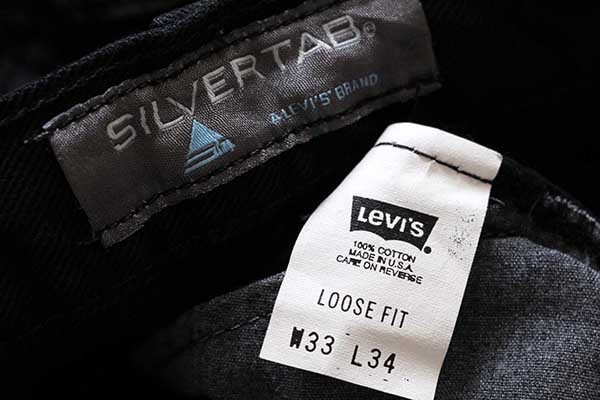 SILVERTAB®
A LEVI'S® BRAND
LEVI'S®
100% COTTON
MADE IN U.S.A.
CARE ON REVERSE
LOOSE FIT
W33 L34